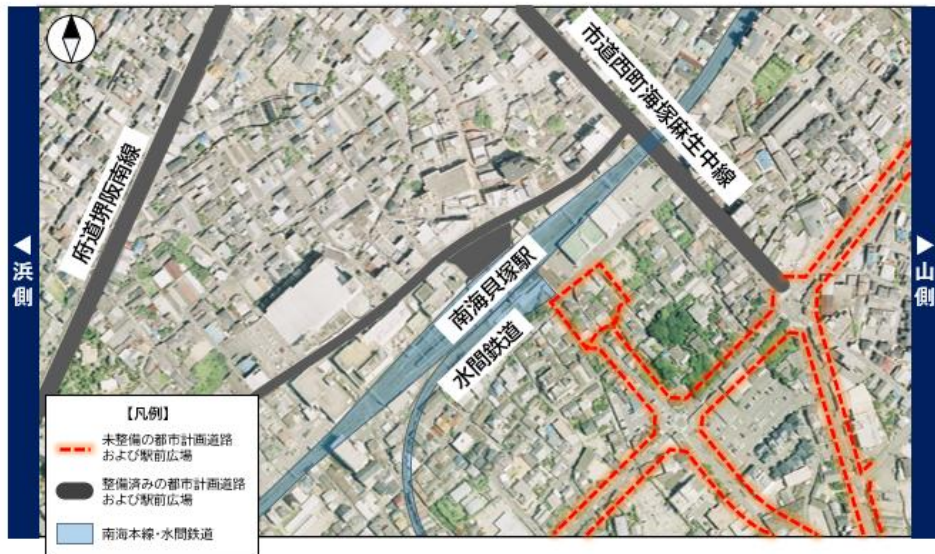 市道西町海塚麻生中線
府道堺阪南線
◀浜側
▶山側
南海貝塚駅
水間鉄道
【凡例】
未整備の都市計画道路
および駅前広場
整備済みの都市計画道路
および駅前広場
南海本線・水間鉄道